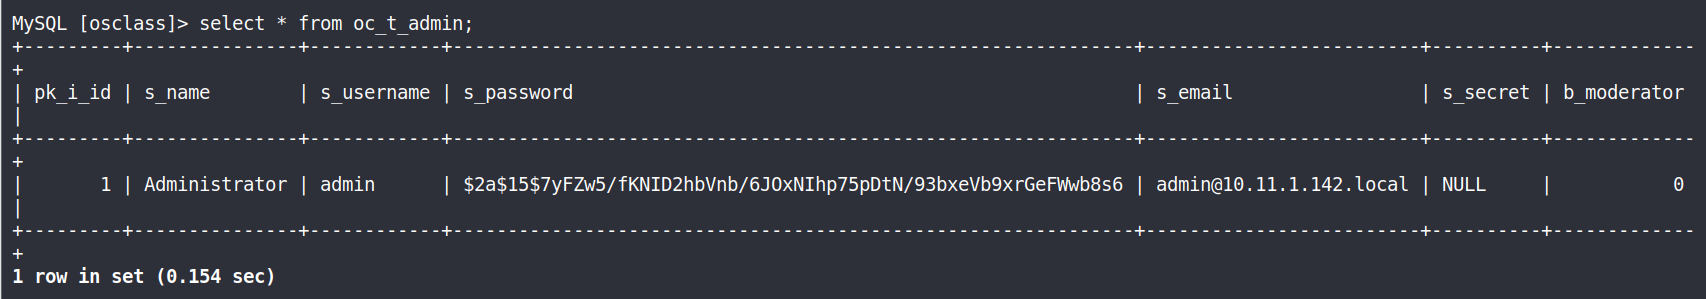 MySQL [osclass]> select * from oc_t_admin;
+---------+---------------+------------+--------------------------------------------------------------+-------------------------+----------+-------------
+
| pk_i_id | s_name        | s_username | s_password                                                   | s_email                 | s_secret | b_moderator
|
+---------+---------------+------------+--------------------------------------------------------------+-------------------------+----------+-------------
+
|       1 | Administrator | admin      | $2a$15$7yFZw5/fKNID2hbVnb/6JOxNIhp75pDtN/93bxeVb9xrGeFWwb8s6 | admin@10.11.1.142.local | NULL     |           0
|
+---------+---------------+------------+--------------------------------------------------------------+-------------------------+----------+-------------
+
1 row in set (0.154 sec)